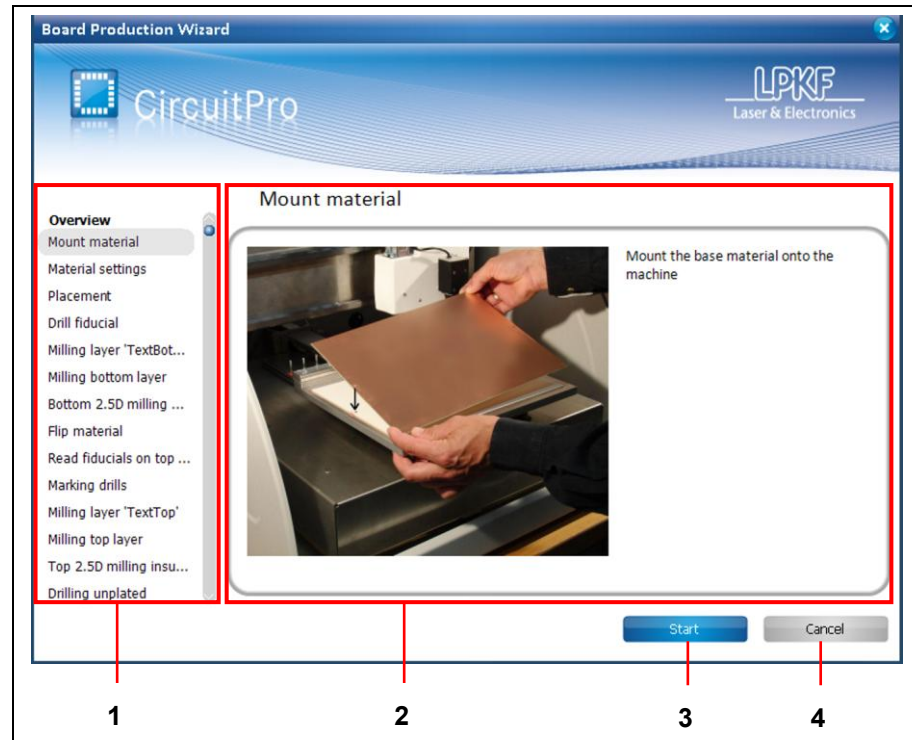 Board Production Wizard
CircuitPro
LPKF
Laser & Electronics
Overview
Mount material
Material settings
Placement
Drill fiducial
Milling layer 'TextBot...
Milling bottom layer
Bottom 2.5D milling ...
Flip material
Read fiducials on top ...
Marking drills
Milling layer 'TextTop'
Milling top layer
Top 2.5D milling insu...
Drilling unplated
Mount material
Mount the base material onto the
machine
Start
Cancel
1
2
3
4